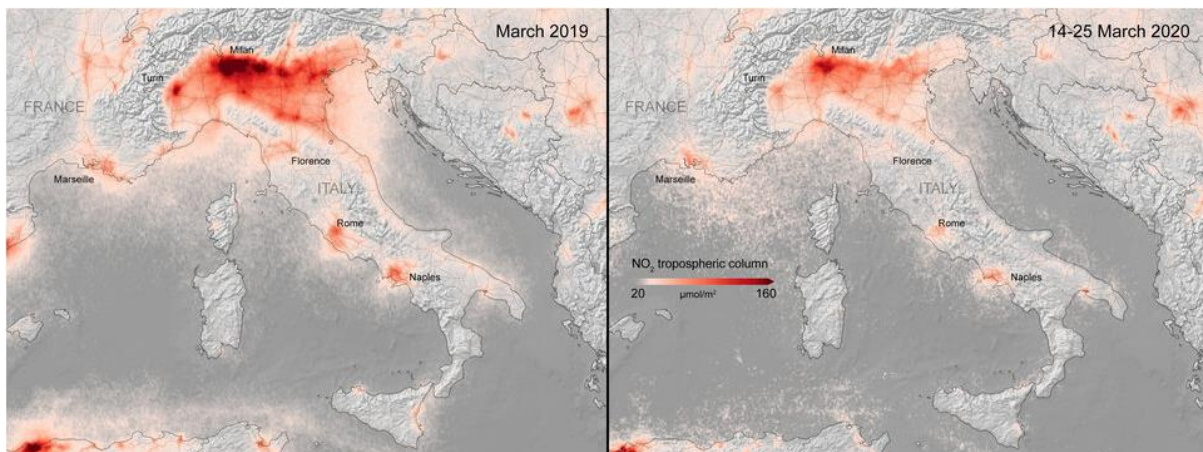 March 2019
Milan
Turin
FRANCE
Marseille
Florence
ITALY
Rome
Naples
14-25 March 2020
Milan
Turin
FRANCE
Marseille
Florence
ITALY
Rome
Naples
NO₂ tropospheric column
20 µmol/m² 160